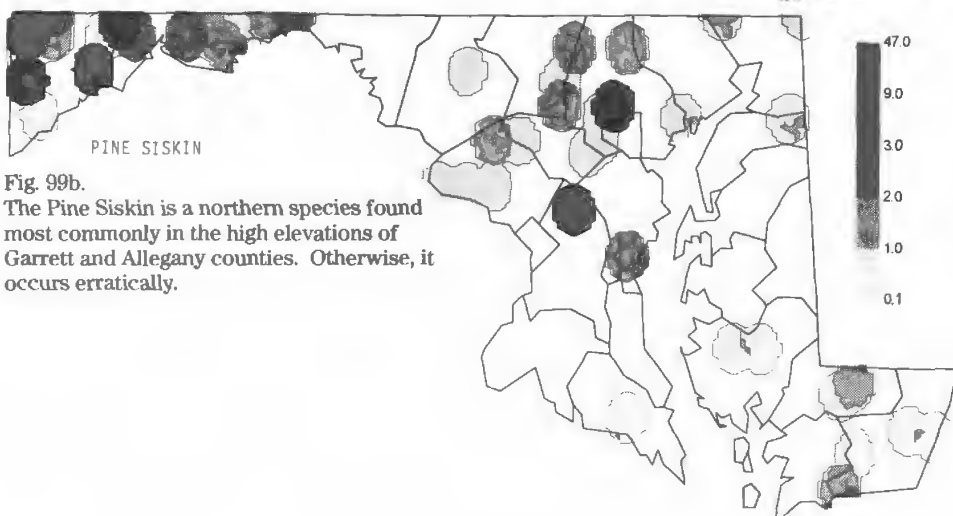 47.0
9.0
3.0
2.0
1.0
0.1
PINE SISKIN
Fig. 99b.
The Pine Siskin is a northern species found
most commonly in the high elevations of
Garrett and Allegany counties. Otherwise, it
occurs erratically.